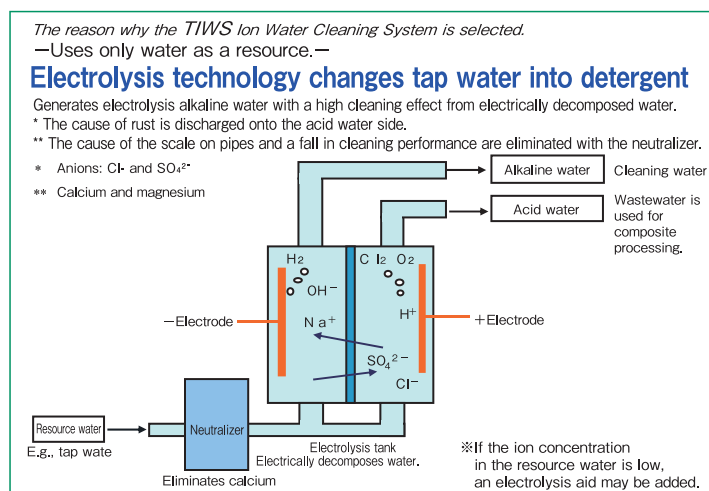 The reason why the TIWS Ion Water Cleaning System is selected.
—Uses only water as a resource.—
Electrolysis technology changes tap water into detergent
Generates electrolysis alkaline water with a high cleaning effect from electrically decomposed water.
* The cause of rust is discharged onto the acid water side.
** The cause of the scale on pipes and a fall in cleaning performance are eliminated with the neutralizer.
* Anions: Cl- and SO₄²-
** Calcium and magnesium
Alkaline water
Cleaning water
Acid water
Wastewater is
used for
composite
processing.
H₂
OH⁻
Na⁺
Cl₂ O₂
H⁺
SO₄²⁻
Cl⁻
—Electrode
+Electrode
Resource water
E.g., tap wate
Neutralizer
Eliminates calcium
Electrolysis tank
Electrically decomposes water.
※If the ion concentration
in the resource water is low,
an electrolysis aid may be added.